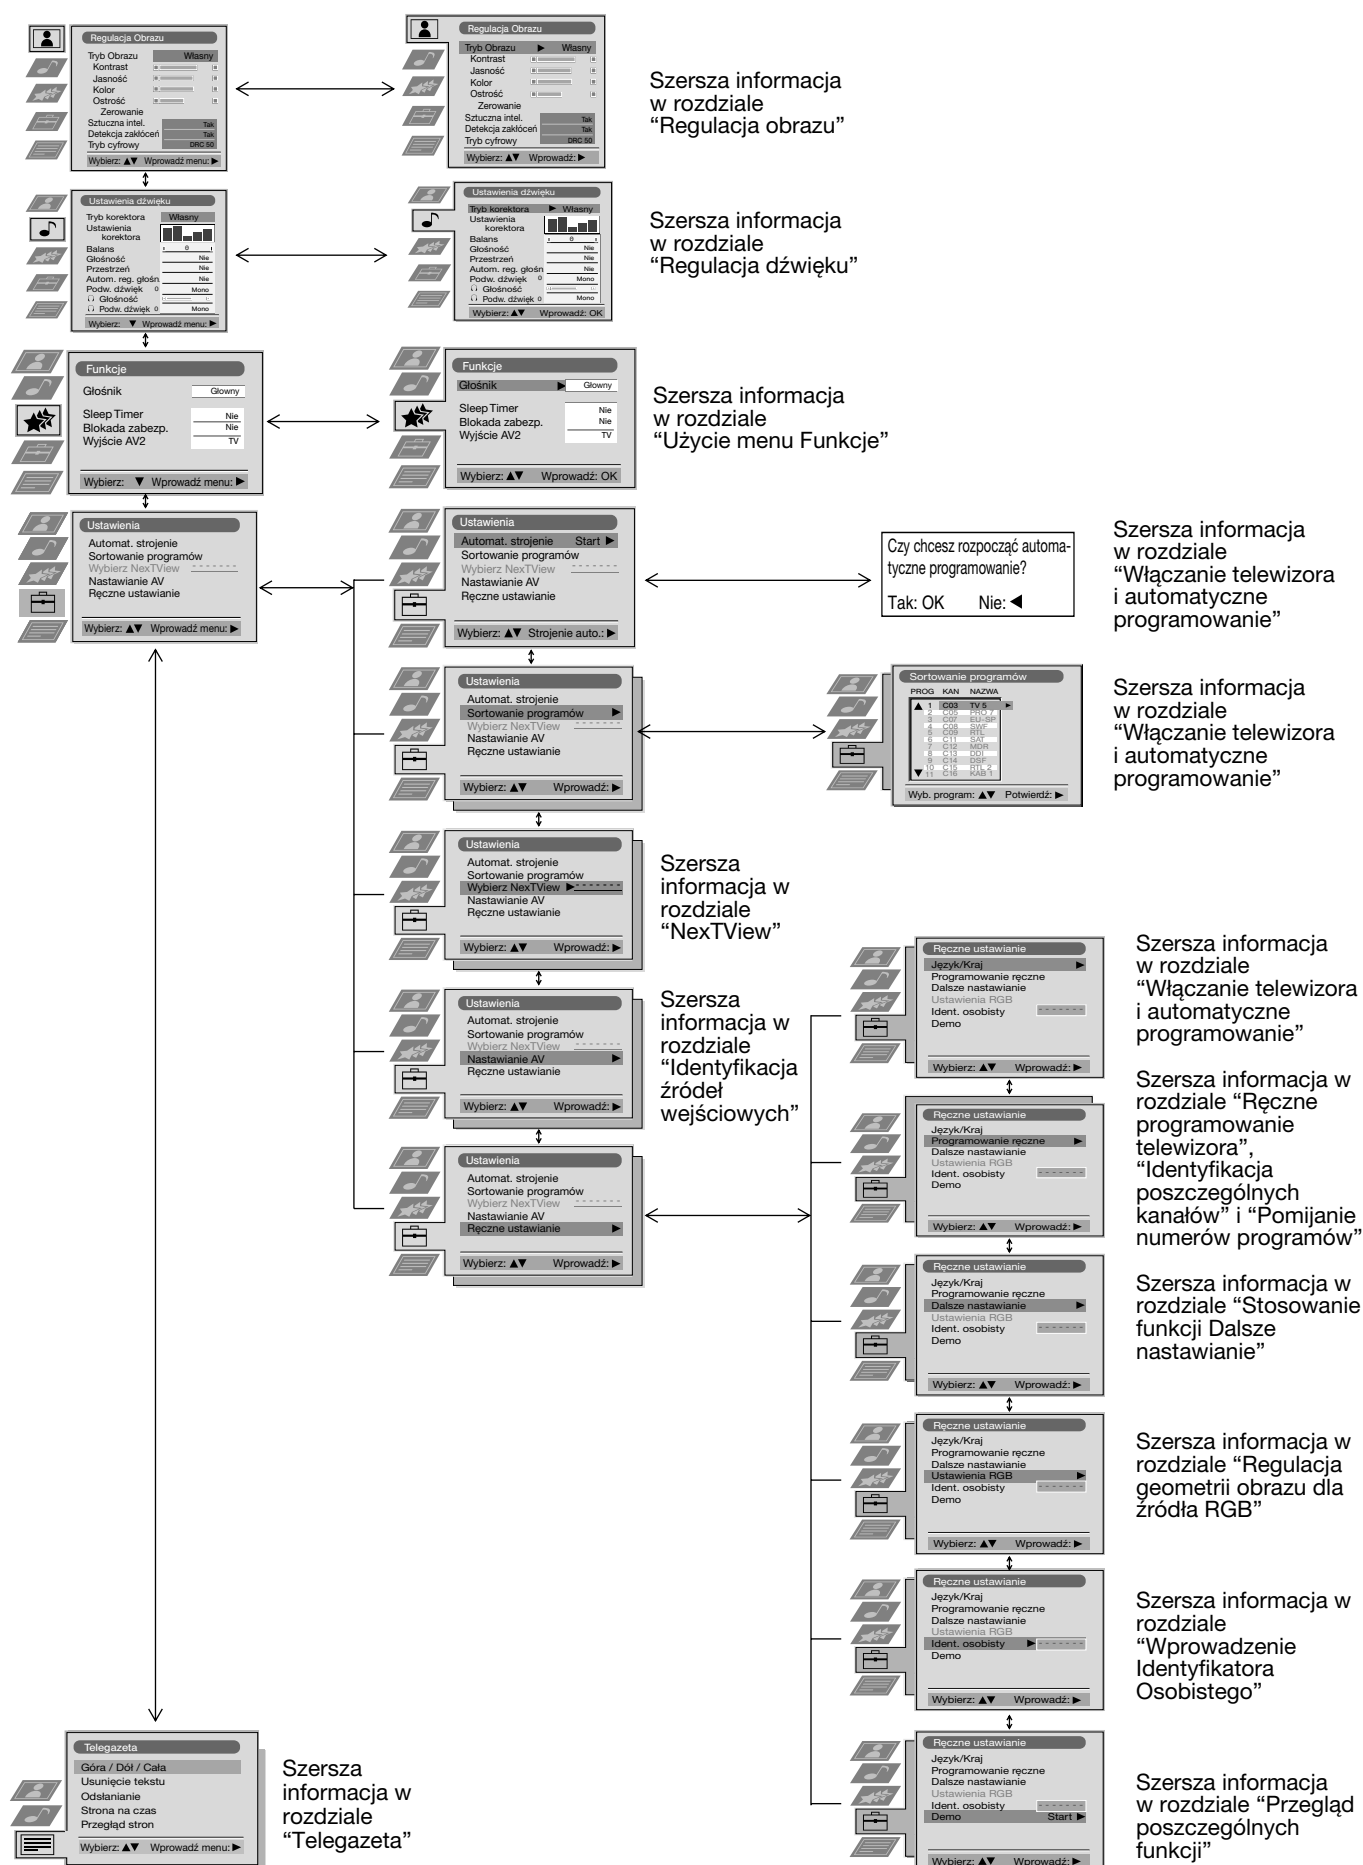 Regulacja Obrazu
Tryb Obrazu Własny
Kontrast
Jasność
Kolor
Ostrość
Zerowanie
Sztuczna intel. Tak
Detekcja zakłóceń Tak
Tryb cyfrowy DRC 50
Wybierz: ▲▼ Wprowadź menu: ▶
Regulacja Obrazu
Tryb Obrazu ▶ Własny
Kontrast
Jasność
Kolor
Ostrość
Zerowanie
Sztuczna intel. Tak
Detekcja zakłóceń Tak
Tryb cyfrowy DRC 50
Wybierz: ▲▼ Wprowadź: ▶
Szersza informacja
w rozdziale
“Regulacja obrazu”
Ustawienia dźwięku
Tryb korektora Własny
Ustawienia
korektora
Balans 0
Głośność Nie
Przestrzeń Nie
Autom. reg. głośn Nie
Podw. dźwięk 0 Mono
Głośność
Podw. dźwięk 0 Mono
Wybierz: ▼ Wprowadź menu: ▶
Ustawienia dźwięku
Tryb korektora ▶ Własny
Ustawienia
korektora
Balans 0
Głośność Nie
Przestrzeń Nie
Autom. reg. głośn Nie
Podw. dźwięk 0 Mono
Głośność
Podw. dźwięk 0 Mono
Wybierz: ▲▼ Wprowadź: OK
Szersza informacja
w rozdziale
“Regulacja dźwięku”
Funkcje
Głośnik Głowny
Sleep Timer Nie
Blokada zabezp. Nie
Wyjście AV2 TV
Wybierz: ▼ Wprowadź menu: ▶
Funkcje
Głośnik ▶ Głowny
Sleep Timer Nie
Blokada zabezp. Nie
Wyjście AV2 TV
Wybierz: ▲▼ Wprowadź: OK
Szersza informacja
w rozdziale
“Użycie menu Funkcje”
Ustawienia
Automat. strojenie
Sortowanie programów
Wybierz NexTView - - - - - -
Nastawianie AV
Ręczne ustawianie
Wybierz: ▲▼ Wprowadź menu: ▶
Ustawienia
Automat. strojenie Start ▶
Sortowanie programów
Wybierz NexTView - - - - - -
Nastawianie AV
Ręczne ustawianie
Wybierz: ▲▼ Strojenie auto.: ▶
Czy chcesz rozpocząć automa-
tyczne programowanie?
Tak: OK Nie: ◀
Szersza informacja
w rozdziale
“Włączanie telewizora
i automatyczne
programowanie”
Ustawienia
Automat. strojenie
Sortowanie programów ▶
Wybierz NexTView - - - - - -
Nastawianie AV
Ręczne ustawianie
Wybierz: ▲▼ Wprowadź: ▶
Sortowanie programów
PROG KAN NAZWA
▲ 1 C03 TV 5 ▶
2 C05 PRO 7
3 C07 EU-SP
4 C08 SWF
5 C09 RTL
6 C11 SAT
7 C12 MDR
8 C13 DDI
9 C14 DSF
10 C15 RTL 2
▼ 11 C16 KAB 1
Wyb. program: ▲▼ Potwierdź: ▶
Szersza informacja
w rozdziale
“Włączanie telewizora
i automatyczne
programowanie”
Ustawienia
Automat. strojenie
Sortowanie programów
Wybierz NexTView ▶ - - - - - -
Nastawianie AV
Ręczne ustawianie
Wybierz: ▲▼ Wprowadź: ▶
Szersza
informacja w
rozdziale
“NexTView”
Ustawienia
Automat. strojenie
Sortowanie programów
Wybierz NexTView - - - - - -
Nastawianie AV ▶
Ręczne ustawianie
Wybierz: ▲▼ Wprowadź: ▶
Szersza
informacja w
rozdziale
“Identyfikacja
źródeł
wejściowych”
Ustawienia
Automat. strojenie
Sortowanie programów
Wybierz NexTView - - - - - -
Nastawianie AV
Ręczne ustawianie ▶
Wybierz: ▲▼ Wprowadź: ▶
Ręczne ustawianie
Język/Kraj ▶
Programowanie ręczne
Dalsze nastawianie
Ustawienia RGB
Ident. osobisty - - - - - -
Demo
Wybierz: ▲▼ Wprowadź: ▶
Szersza informacja
w rozdziale
“Włączanie telewizora
i automatyczne
programowanie”
Ręczne ustawianie
Język/Kraj
Programowanie ręczne ▶
Dalsze nastawianie
Ustawienia RGB
Ident. osobisty - - - - - -
Demo
Wybierz: ▲▼ Wprowadź: ▶
Szersza informacja w
rozdziale “Ręczne
programowanie
telewizora”,
“Identyfikacja
poszczególnych
kanałów” i “Pomijanie
numerów programów”
Ręczne ustawianie
Język/Kraj
Programowanie ręczne
Dalsze nastawianie ▶
Ustawienia RGB
Ident. osobisty - - - - - -
Demo
Wybierz: ▲▼ Wprowadź: ▶
Szersza informacja w
rozdziale “Stosowanie
funkcji Dalsze
nastawianie”
Ręczne ustawianie
Język/Kraj
Programowanie ręczne
Dalsze nastawianie
Ustawienia RGB ▶
Ident. osobisty - - - - - -
Demo
Wybierz: ▲▼ Wprowadź: ▶
Szersza informacja w
rozdziale “Regulacja
geometrii obrazu dla
źródła RGB”
Ręczne ustawianie
Język/Kraj
Programowanie ręczne
Dalsze nastawianie
Ustawienia RGB
Ident. osobisty ▶ - - - - - -
Demo
Wybierz: ▲▼ Wprowadź: ▶
Szersza informacja w
rozdziale
“Wprowadzenie
Identyfikatora
Osobistego”
Telegazeta
Góra / Dół / Cała
Usunięcie tekstu
Odsłanianie
Strona na czas
Przegląd stron
Wybierz: ▲▼ Wprowadź menu: ▶
Szersza
informacja w
rozdziale
“Telegazeta”
Ręczne ustawianie
Język/Kraj
Programowanie ręczne
Dalsze nastawianie
Ustawienia RGB
Ident. osobisty - - - - - -
Demo Start ▶
Wybierz: ▲▼ Wprowadź: ▶
Szersza informacja
w rozdziale “Przegląd
poszczególnych
funkcji”